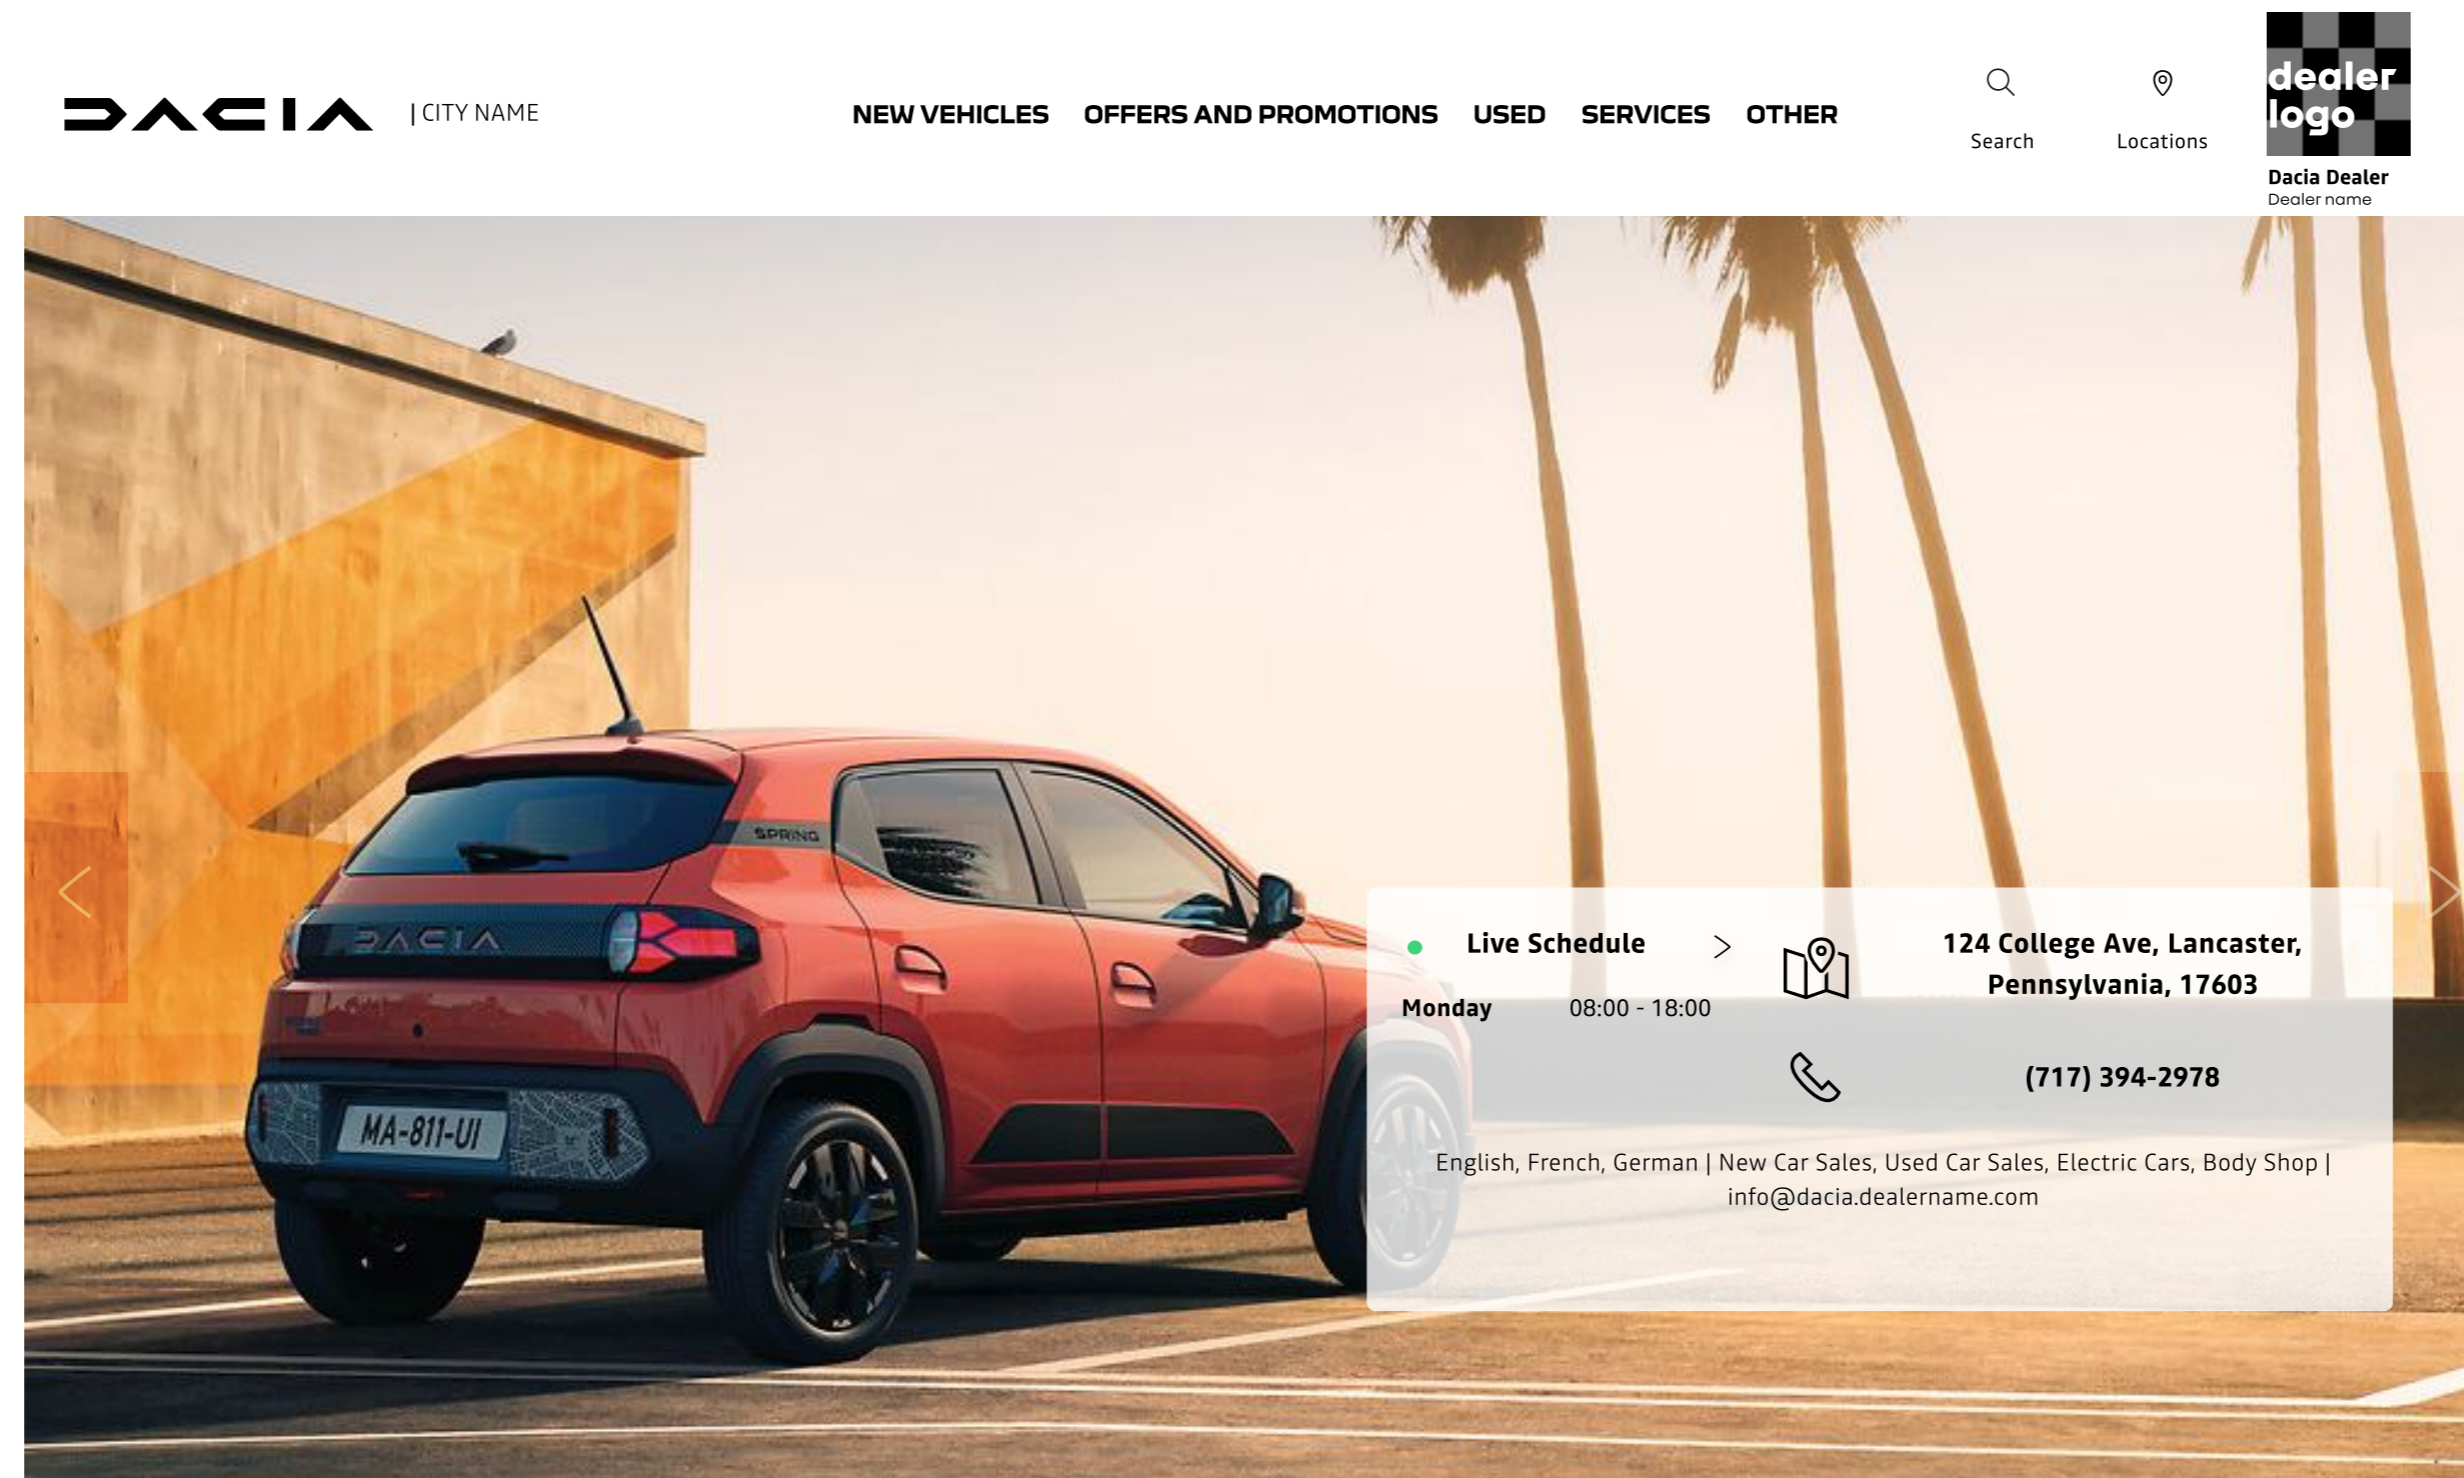 DACIA
| CITY NAME
NEW VEHICLES
OFFERS AND PROMOTIONS
USED
SERVICES
OTHER
Search
Locations
dealer
logo
Dacia Dealer
Dealer name
SPRING
DACIA
MA-811-UI
Live Schedule
Monday 08:00 - 18:00
124 College Ave, Lancaster,
Pennsylvania, 17603
(717) 394-2978
English, French, German | New Car Sales, Used Car Sales, Electric Cars, Body Shop |
info@dacia.dealername.com